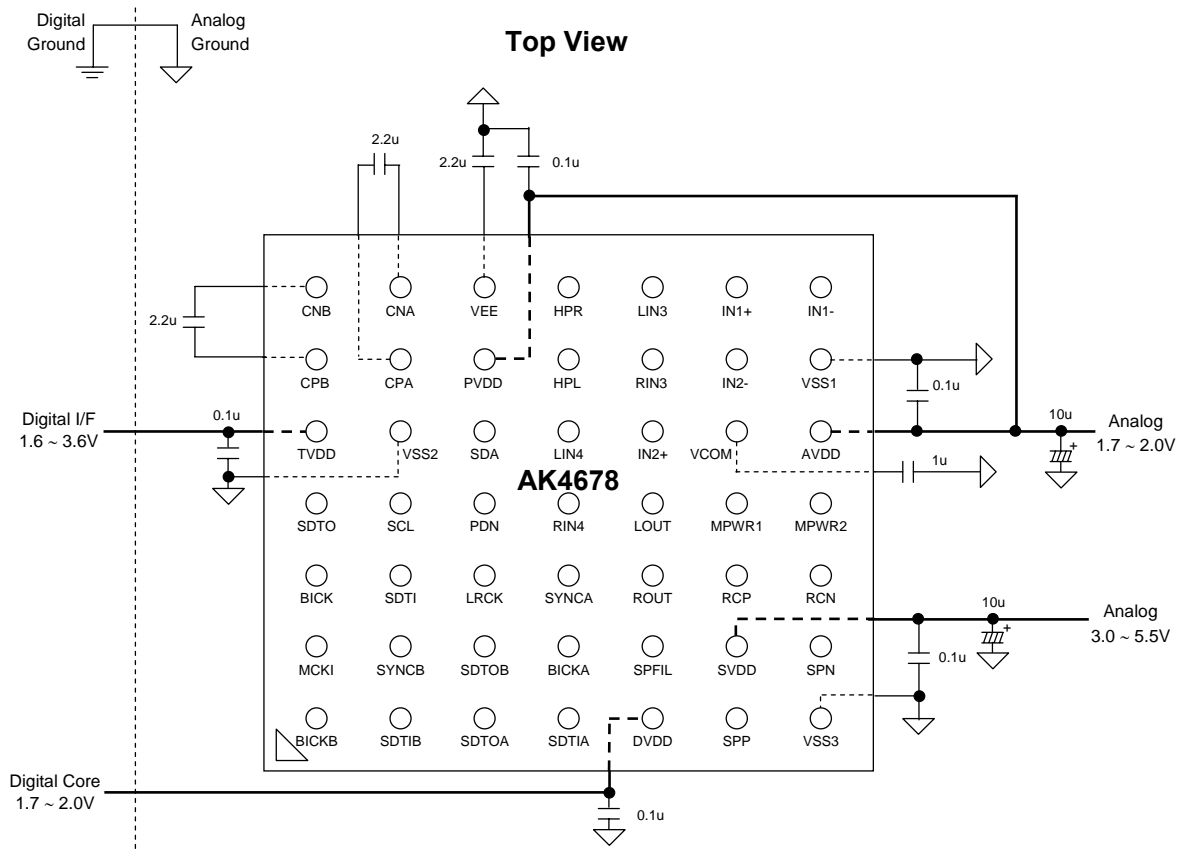 Digital
Ground
Analog
Ground
Top View
2.2u
2.2u
0.1u
CNB
CNA
VEE
HPR
LIN3
IN1+
IN1-
2.2u
CPB
CPA
PVDD
HPL
RIN3
IN2-
VSS1
0.1u
Digital I/F
1.6 ~ 3.6V
0.1u
10u
Analog
1.7 ~ 2.0V
TVDD
VSS2
SDA
LIN4
IN2+
VCOM
AVDD
1u
AK4678
SDTO
SCL
PDN
RIN4
LOUT
MPWR1
MPWR2
BICK
SDTI
LRCK
SYNCA
ROUT
RCP
RCN
10u
Analog
3.0 ~ 5.5V
+
+
MCKI
SYNCB
SDTOB
BICKA
SPFIL
SVDD
SPN
0.1u
BICKB
SDTIB
SDTOA
SDTIA
DVDD
SPP
VSS3
Digital Core
1.7 ~ 2.0V
0.1u